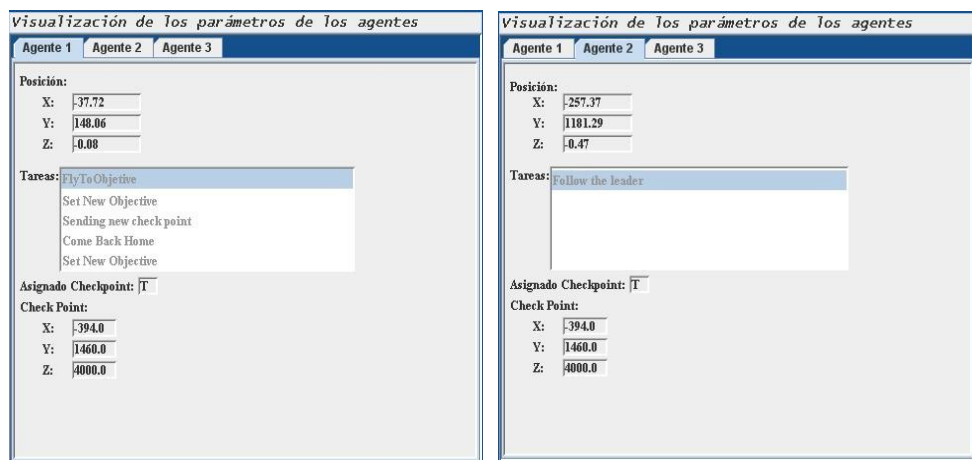 Visualización de los parámetros de los agentes
Agente 1 Agente 2 Agente 3
Posición:
X: -37.72
Y: 148.06
Z: -0.08
Tareas: FlyToObjetive
Set New Objective
Sending new check point
Come Back Home
Set New Objective
Asignado Checkpoint: T
Check Point:
X: -394.0
Y: 1460.0
Z: 4000.0
Visualización de los parámetros de los agentes
Agente 1 Agente 2 Agente 3
Posición:
X: -257.37
Y: 1181.29
Z: -0.47
Tareas: Follow the leader
Asignado Checkpoint: T
Check Point:
X: -394.0
Y: 1460.0
Z: 4000.0